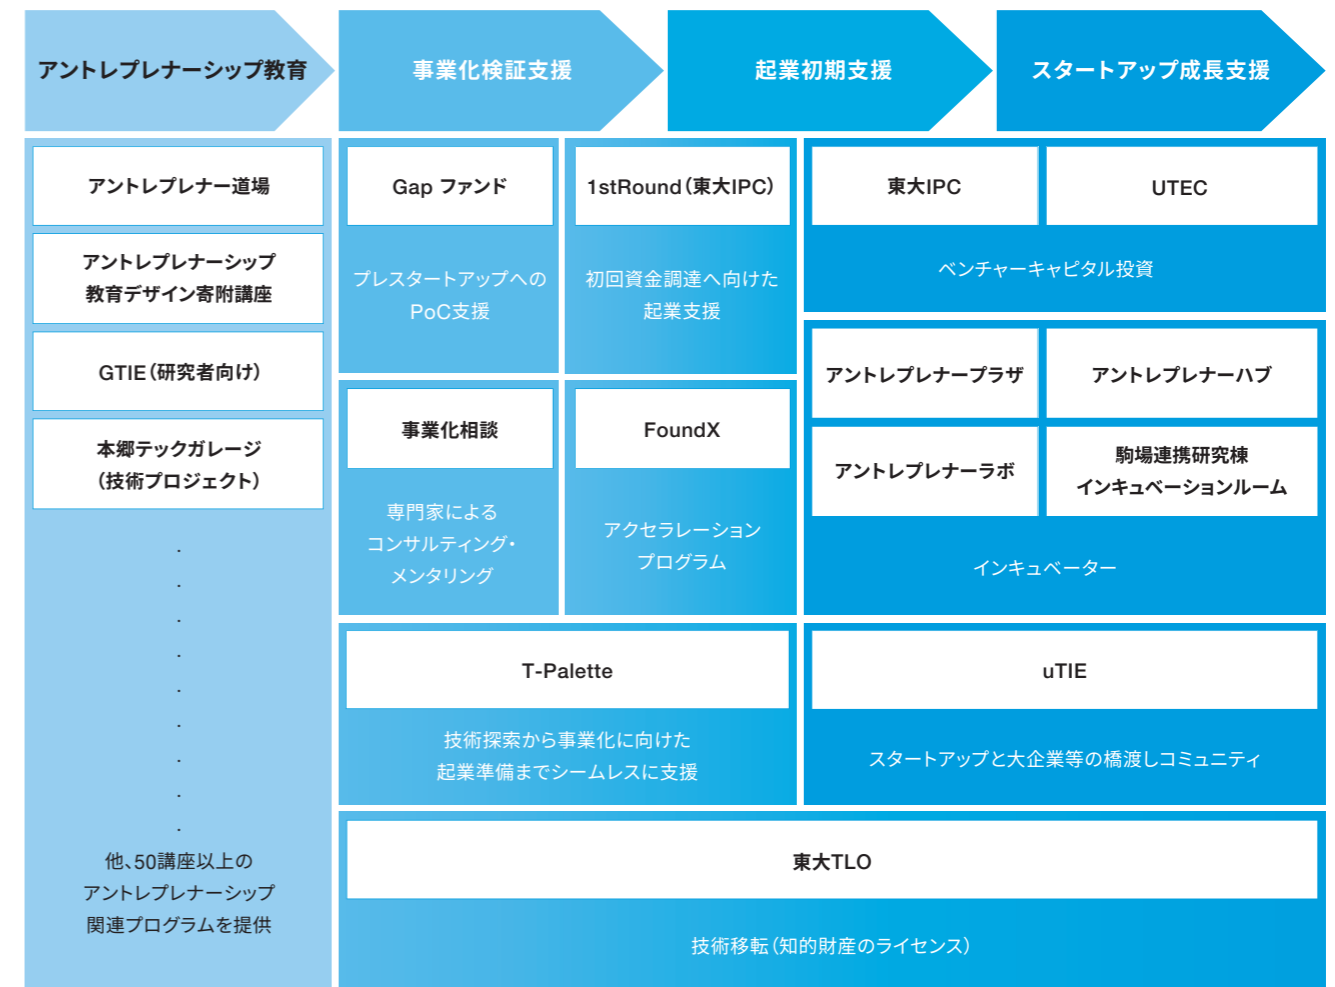 アントレプレナーシップ教育
事業化検証支援
起業初期支援
スタートアップ成長支援
アントレプレナー道場
アントレプレナーシップ
教育デザイン寄附講座
GTIE（研究者向け）
本郷テックガレージ
（技術プロジェクト）
.
.
.
.
.
.
.
.
.
他、50講座以上の
アントレプレナーシップ
関連プログラムを提供
Gap ファンド
プレスタートアップへの
PoC支援
1stRound（東大IPC）
初回資金調達へ向けた
起業支援
東大IPC
UTEC
ベンチャーキャピタル投資
事業化相談
専門家による
コンサルティング・
メンタリング
FoundX
アクセラレーション
プログラム
アントレプレナープラザ
アントレプレナーハブ
アントレプレナーラボ
駒場連携研究棟
インキュベーションルーム
インキュベーター
T-Palette
技術探索から事業化に向けた
起業準備までシームレスに支援
uTIE
スタートアップと大企業等の橋渡しコミュニティ
東大TLO
技術移転（知的財産のライセンス）